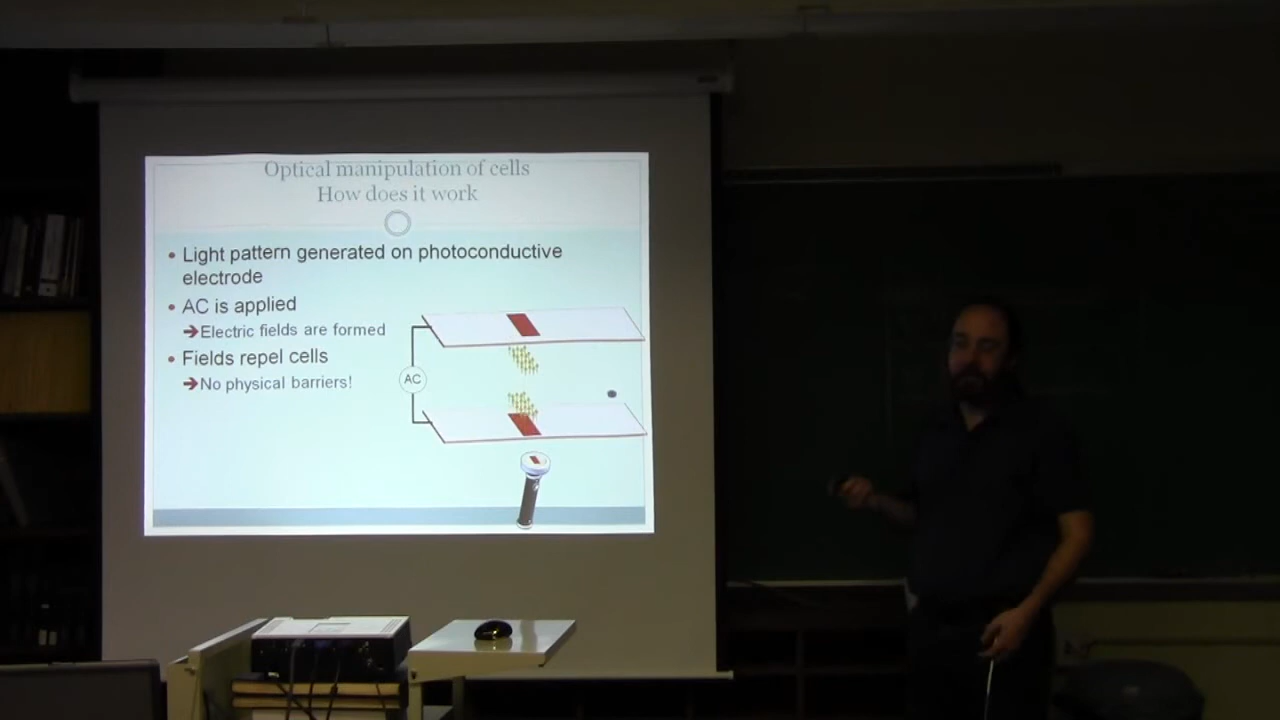 Optical manipulation of cells
How does it work
• Light pattern generated on photoconductive
electrode
• AC is applied
➔Electric fields are formed
• Fields repel cells
➔No physical barriers!
AC